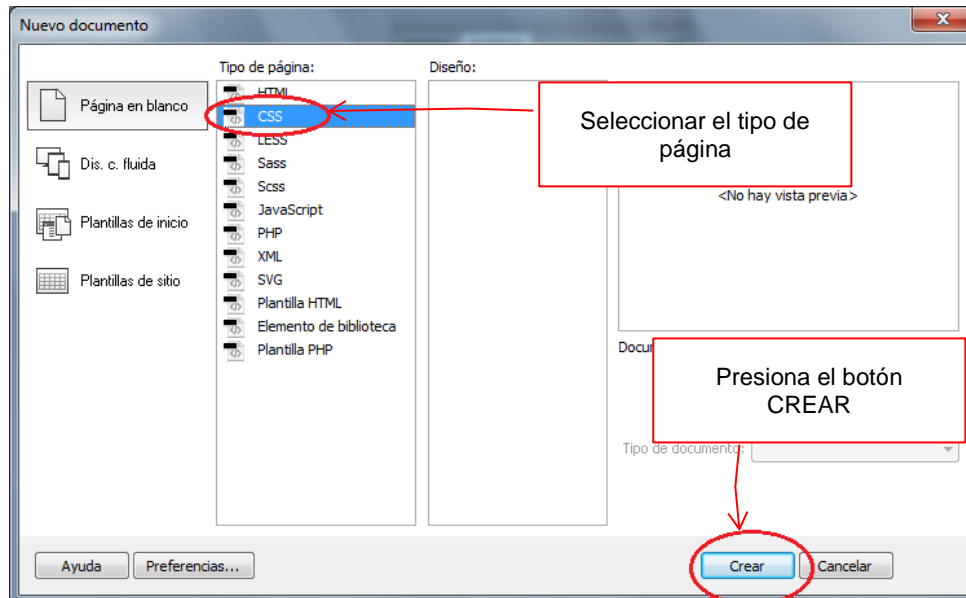 Nuevo documento
Tipo de página:
Diseño:
Página en blanco
Dis. c. fluida
Plantillas de inicio
Plantillas de sitio
HTML
CSS
LESS
Sass
Scss
JavaScript
PHP
XML
SVG
Plantilla HTML
Elemento de biblioteca
Plantilla PHP
Seleccionar el tipo de
página
<No hay vista previa>
Presiona el botón
CREAR
Tipo de documento:
Ayuda
Preferencias...
Crear
Cancelar